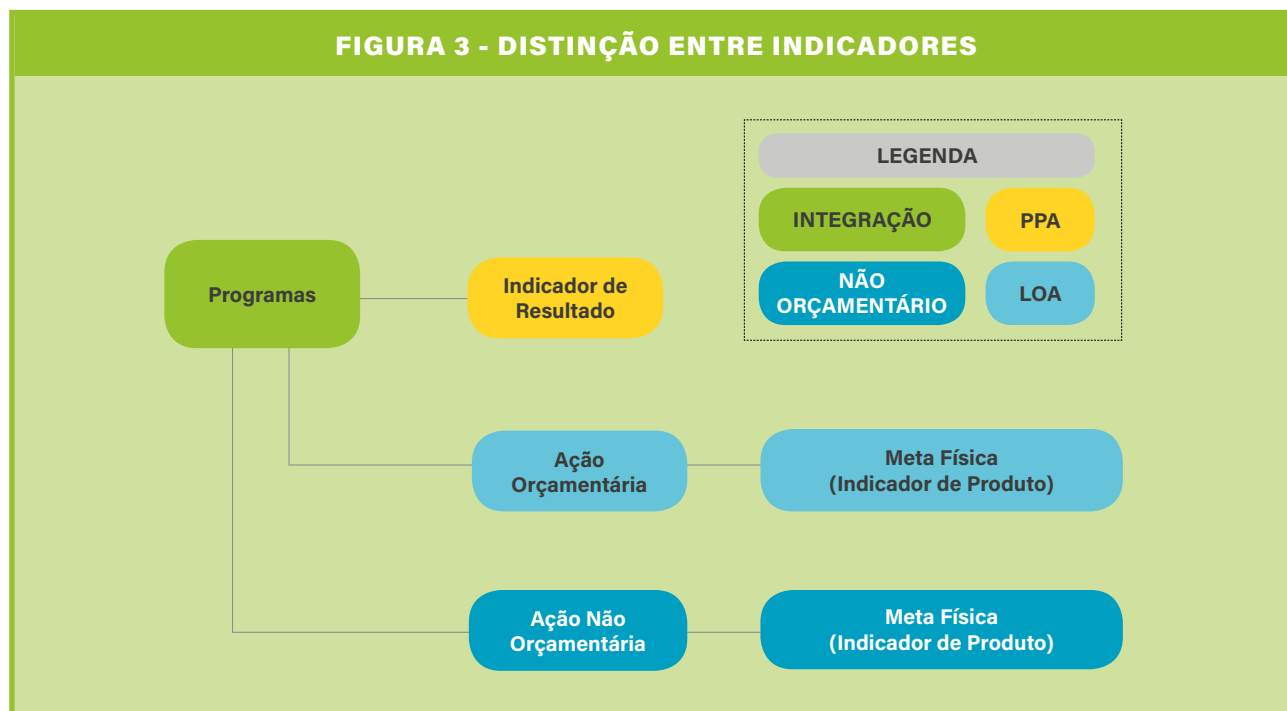 FIGURA 3 - DISTINÇÃO ENTRE INDICADORES
LEGENDA
INTEGRAÇÃO
PPA
NÃO
ORÇAMENTÁRIO
LOA
Programas
Indicador de
Resultado
Ação
Orçamentária
Meta Física
(Indicador de Produto)
Ação Não
Orçamentária
Meta Física
(Indicador de Produto)